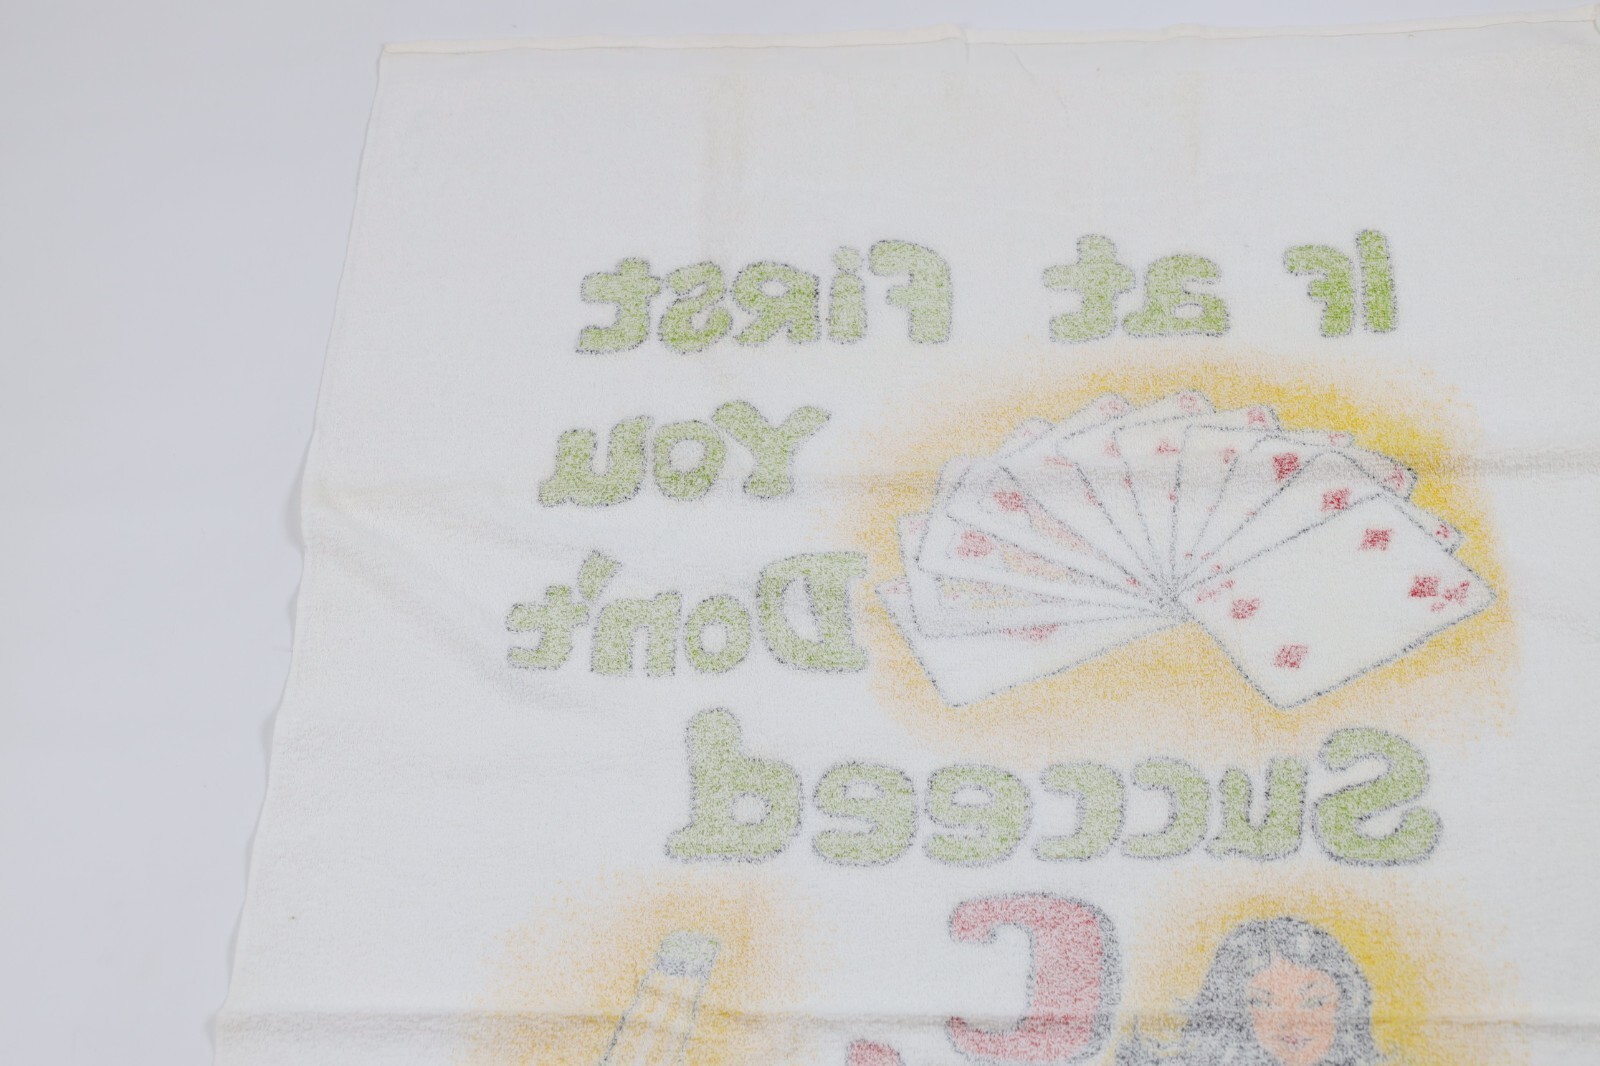 If at First
You
Don't
Succeed